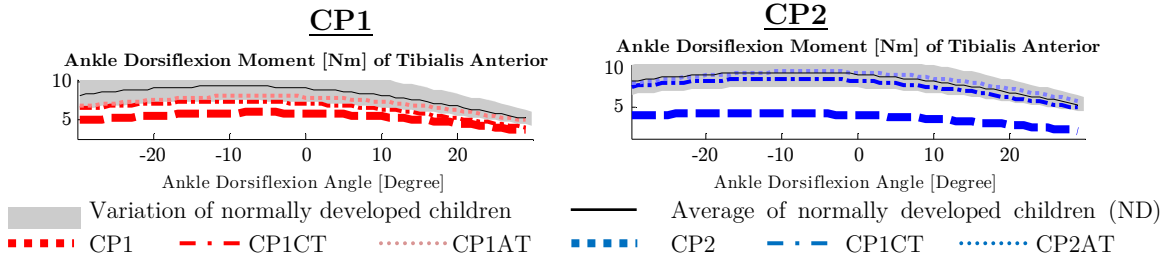 CP1
CP2
Ankle Dorsiflexion Moment [Nm] of Tibialis Anterior
Ankle Dorsiflexion Moment [Nm] of Tibialis Anterior
10
5
-20
-10
0
10
20
Ankle Dorsiflexion Angle [Degree]
10
5
-20
-10
0
10
20
Ankle Dorsiflexion Angle [Degree]
Variation of normally developed children
Average of normally developed children (ND)
CP1 CP1CT CP1AT
CP2 CP1CT CP2AT